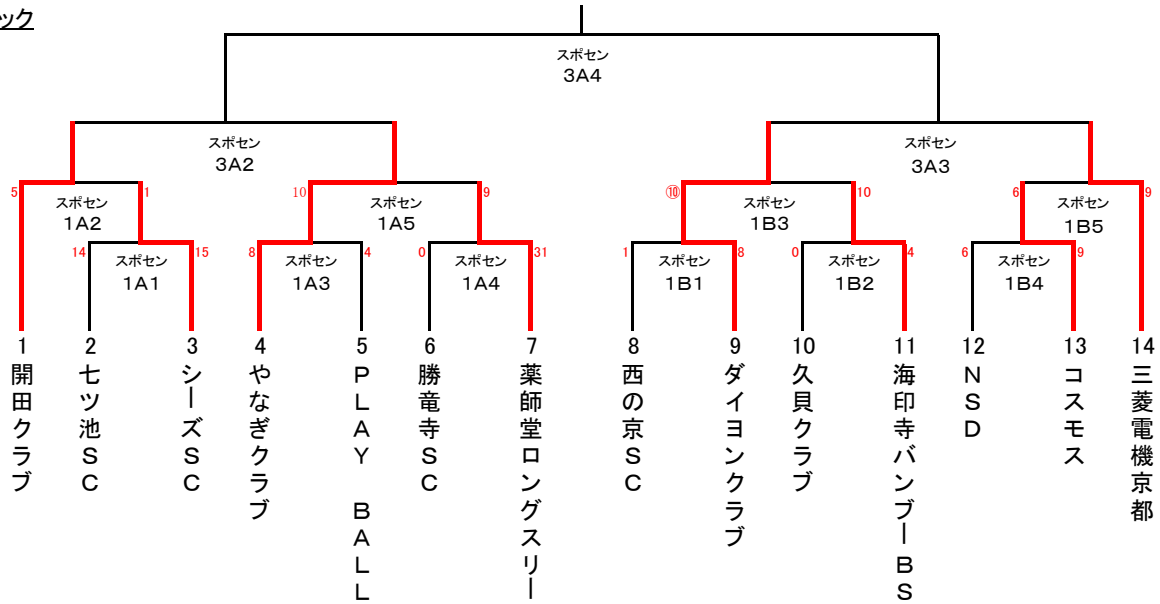 ック
スポセン
3A4
スポセン
3A2
スポセン
3A3
5
1
10
9
⑩
10
6
9
スポセン
1A2
スポセン
1A5
スポセン
1B3
スポセン
1B5
14
15
8
4
0
31
1
8
0
4
6
9
スポセン
1A1
スポセン
1A3
スポセン
1A4
スポセン
1B1
スポセン
1B2
スポセン
1B4
1
開田クラブ
2
七ツ池SC
3
シーズSC
4
やなぎクラブ
5
PLAY BALL
6
勝竜寺SC
7
薬師堂ロングスリー
8
西の京SC
9
ダイヨンクラブ
10
久貝クラブ
11
海印寺バンブーBS
12
NSD
13
コスモス
14
三菱電機京都